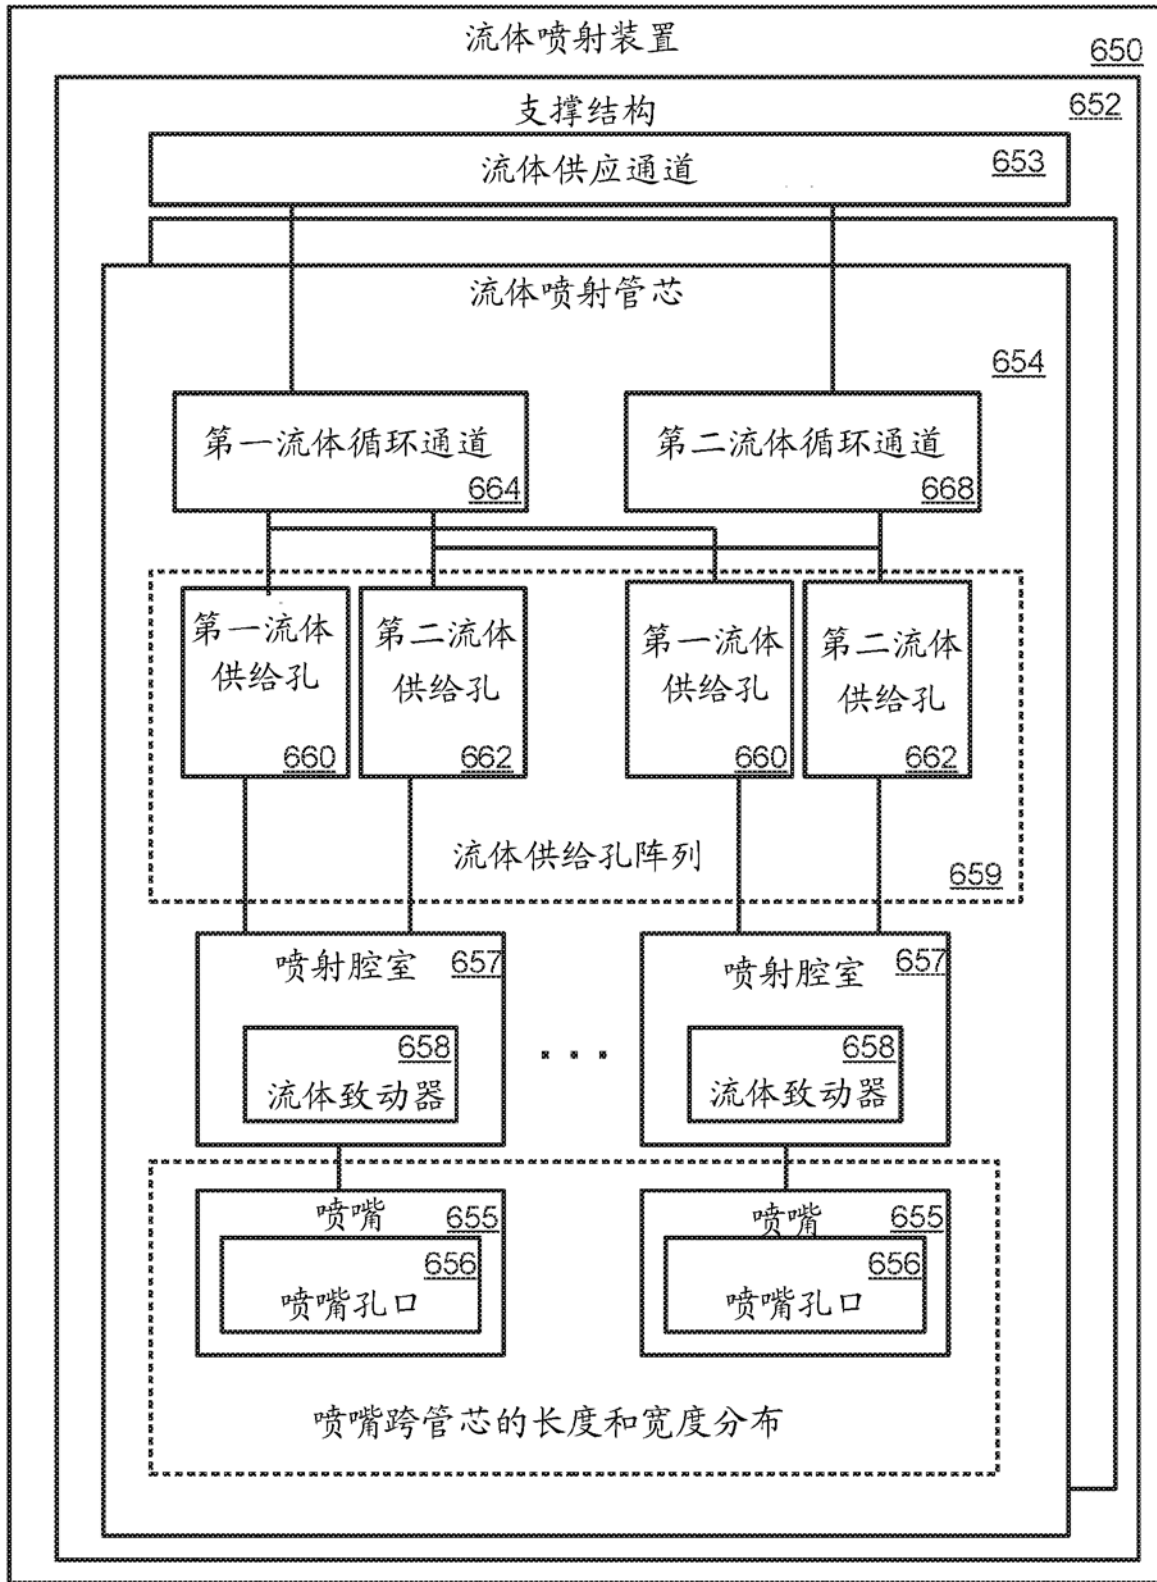 流体喷射装置
650
支撑结构
652
流体供应通道
653
流体喷射管芯
654
第一流体循环通道
664
第二流体循环通道
668
第一流体
供给孔
660
第二流体
供给孔
662
第一流体
供给孔
660
第二流体
供给孔
662
流体供给孔阵列
659
喷射腔室
657
658
流体致动器
...
喷射腔室
657
658
流体致动器
喷嘴
655
656
喷嘴孔口
喷嘴
655
656
喷嘴孔口
喷嘴跨管芯的长度和宽度分布